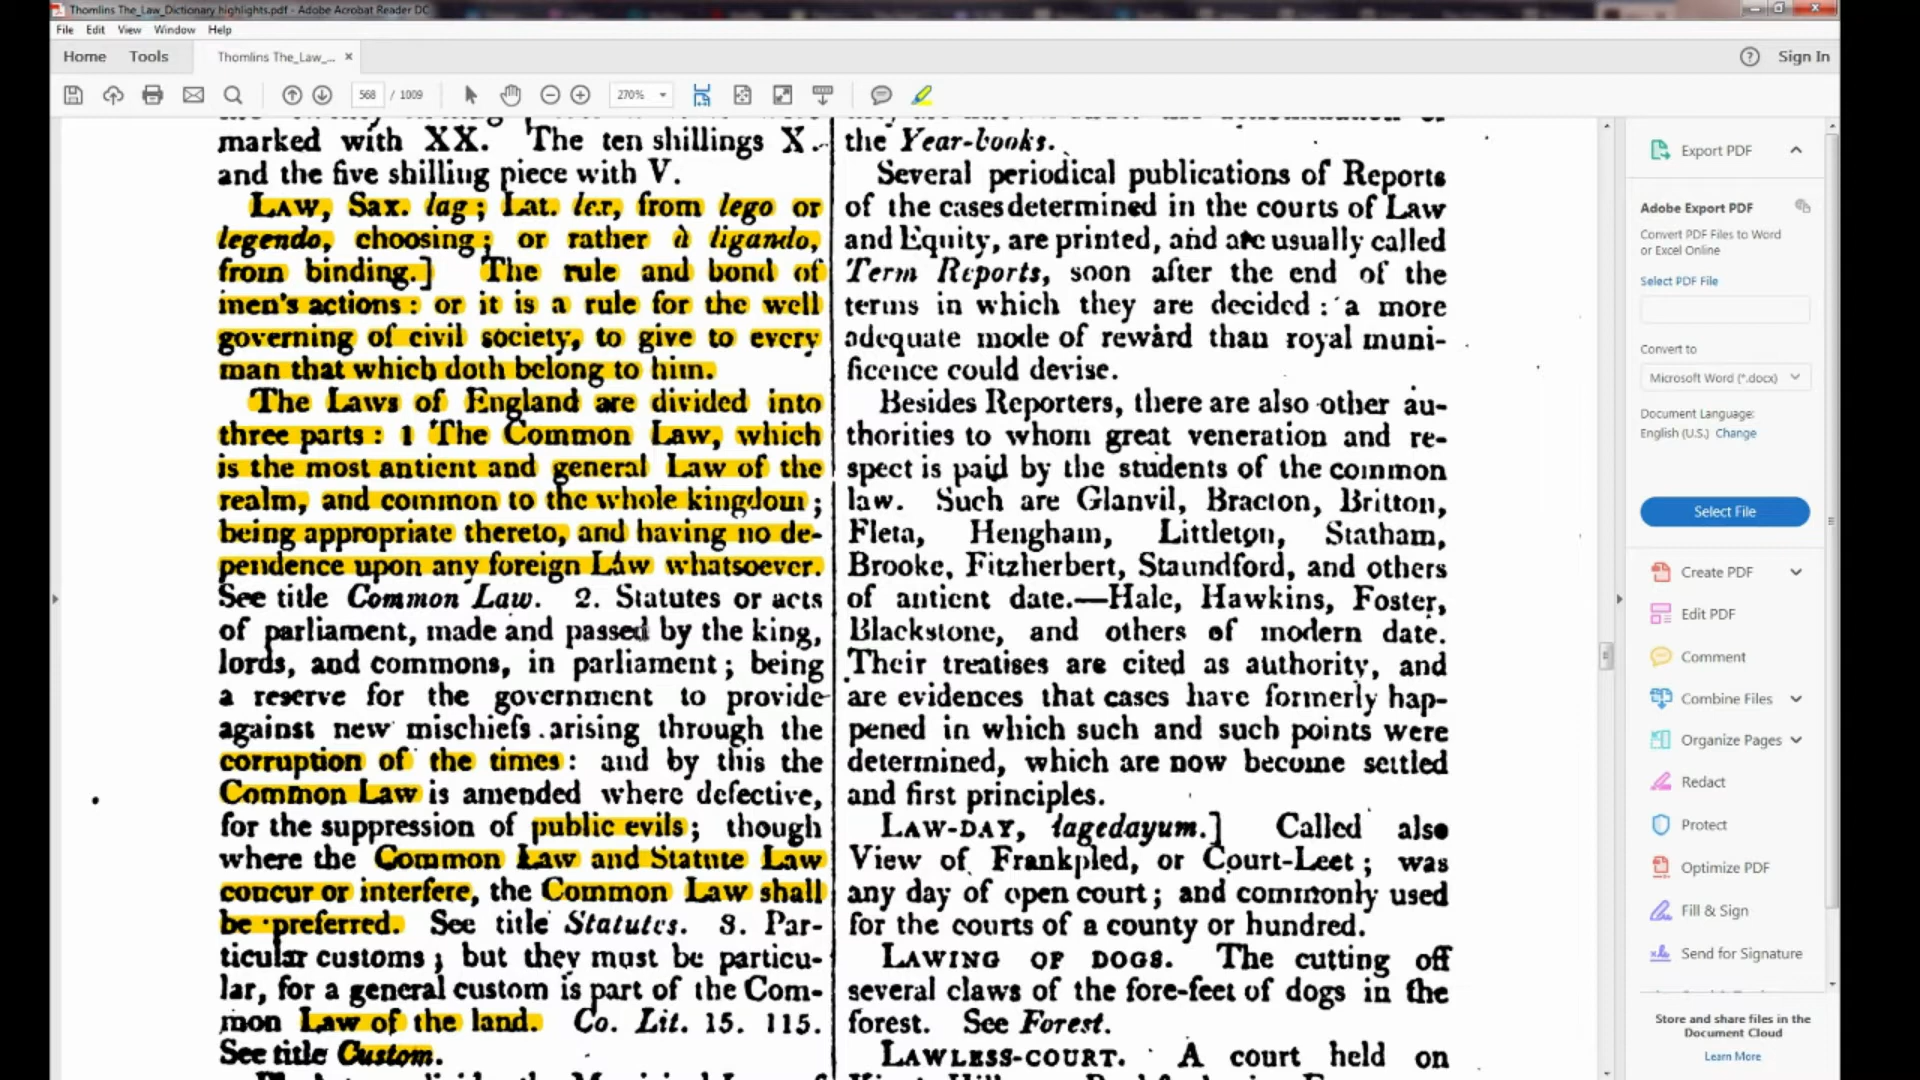 Thomlins The_Law_Dictionary highlights.pdf - Adobe Acrobat Reader DC
File Edit View Window Help
Home Tools Thomlins The_Law_... × Sign In
568 / 1009 270%
marked with XX. The ten shillings X.
and the five shilling piece with V.
LAW, Sax. lag; Lat. lex, from lego or
legendo, choosing; or rather à ligando,
from binding.] The rule and bond of
men's actions: or it is a rule for the well
governing of civil society, to give to every
man that which doth belong to him.
The Laws of England are divided into
three parts: 1 The Common Law, which
is the most antient and general Law of the
realm, and common to the whole kingdom;
being appropriate thereto, and having no de-
pendence upon any foreign Law whatsoever.
See title Common Law. 2. Statutes or acts
of parliament, made and passed by the king,
lords, and commons, in parliament; being
a reserve for the government to provide
against new mischiefs arising through the
corruption of the times: and by this the
Common Law is amended where defective,
for the suppression of public evils; though
where the Common Law and Statute Law
concur or interfere, the Common Law shall
be preferred. See title Statutes. 3. Par-
ticular customs; but they must be particu-
lar, for a general custom is part of the Com-
mon Law of the land. Co. Lit. 15. 115.
See title Custom.
the Year-books.
Several periodical publications of Reports
of the cases determined in the courts of Law
and Equity, are printed, and are usually called
Term Reports, soon after the end of the
terms in which they are decided: a more
adequate mode of reward than royal muni-
ficence could devise.
Besides Reporters, there are also other au-
thorities to whom great veneration and re-
spect is paid by the students of the common
law. Such are Glanvil, Bracton, Britton,
Fleta, Hengham, Littleton, Statham,
Brooke, Fitzherbert, Staundford, and others
of antient date.—Hale, Hawkins, Foster,
Blackstone, and others of modern date.
Their treatises are cited as authority, and
are evidences that cases have formerly hap-
pened in which such and such points were
determined, which are now become settled
and first principles.
LAW-DAY, lagedayum.] Called also
View of Frankpled, or Court-Leet; was
any day of open court; and commonly used
for the courts of a county or hundred.
LAWING OF DOGS. The cutting off
several claws of the fore-feet of dogs in the
forest. See Forest.
LAWLESS-COURT. A court held on
Export PDF
Adobe Export PDF
Convert PDF Files to Word
or Excel Online
Select PDF File
Convert to
Microsoft Word (*.docx)
Document Language:
English (U.S.) Change
Select File
Create PDF
Edit PDF
Comment
Combine Files
Organize Pages
Redact
Protect
Optimize PDF
Fill & Sign
Send for Signature
Store and share files in the
Document Cloud
Learn More